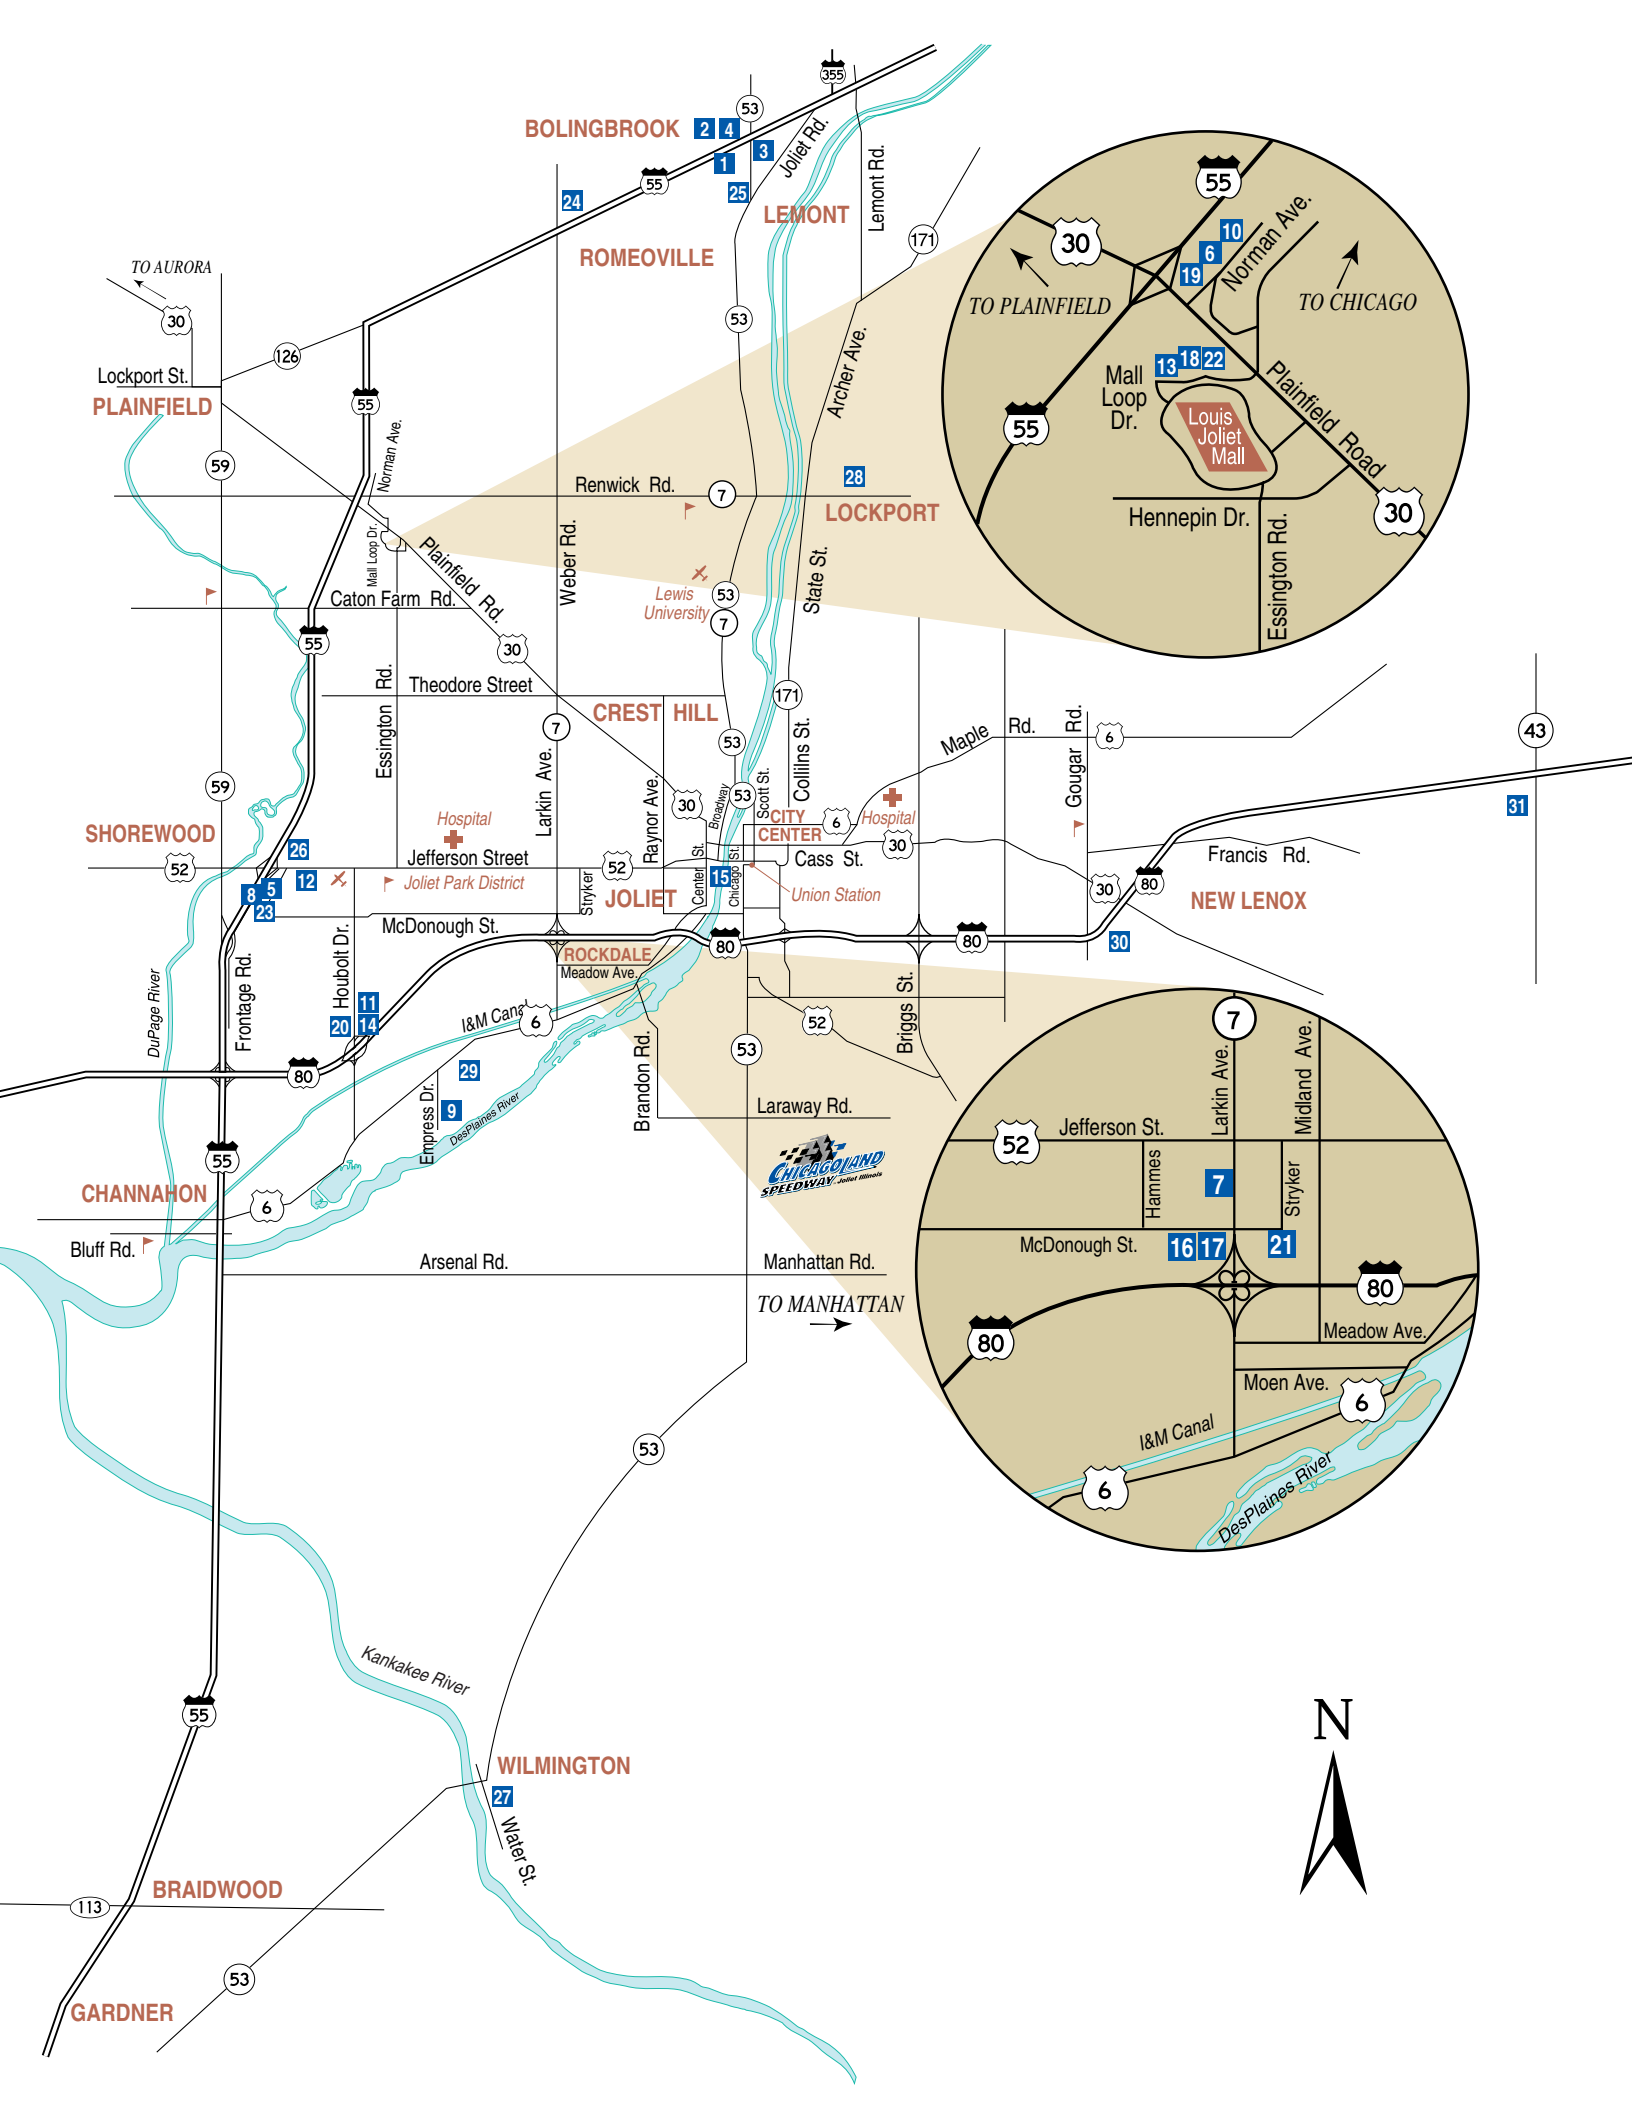 355
53
BOLINGBROOK
2
4
1
3
Joliet Rd.
55
25
24
LEMONT
Lemont Rd.
ROMEOVILLE
171
TO AURORA
30
53
126
Lockport St.
PLAINFIELD
55
Archer Ave.
Norman Ave.
59
Renwick Rd.
7
28
LOCKPORT
Mall Loop Dr.
Plainfield Rd.
Weber Rd.
State St.
Caton Farm Rd.
Lewis
University
53
7
55
30
Essington Rd.
Theodore Street
CREST HILL
171
7
53
Collilns St.
Maple Rd.
Gougar Rd.
6
43
59
Larkin Ave.
Raynor Ave.
30
Broadway
53
Scott St.
31
SHOREWOOD
Hospital
CITY
CENTER
6
Hospital
26
52
Jefferson Street
52
Center St.
Chicago St.
Cass St.
30
Francis Rd.
8
5
12
23
Joliet Park District
Stryker
JOLIET
15
Union Station
30
80
NEW LENOX
McDonough St.
80
80
30
ROCKDALE
Meadow Ave.
DuPage River
Frontage Rd.
Houbolt Dr.
11
20
14
I&M Canal
6
52
Briggs St.
Brandon Rd.
53
80
29
Empress Dr.
9
DesPlaines River
Laraway Rd.
55
CHICAGOLAND
SPEEDWAY
Joliet Illinois
CHANNAHON
6
Bluff Rd.
Arsenal Rd.
Manhattan Rd.
TO MANHATTAN
53
Kankakee River
55
WILMINGTON
27
Water St.
BRAIDWOOD
113
53
GARDNER
55
30
10
6
19
Norman Ave.
TO PLAINFIELD
TO CHICAGO
13
18
22
Mall
Loop
Dr.
Louis
Joliet
Mall
Plainfield Road
55
30
Hennepin Dr.
Essington Rd.
7
Larkin Ave.
Midland Ave.
52
Jefferson St.
Hammes
7
Stryker
McDonough St.
16
17
21
80
80
Meadow Ave.
Moen Ave.
6
I&M Canal
6
DesPlaines River
N